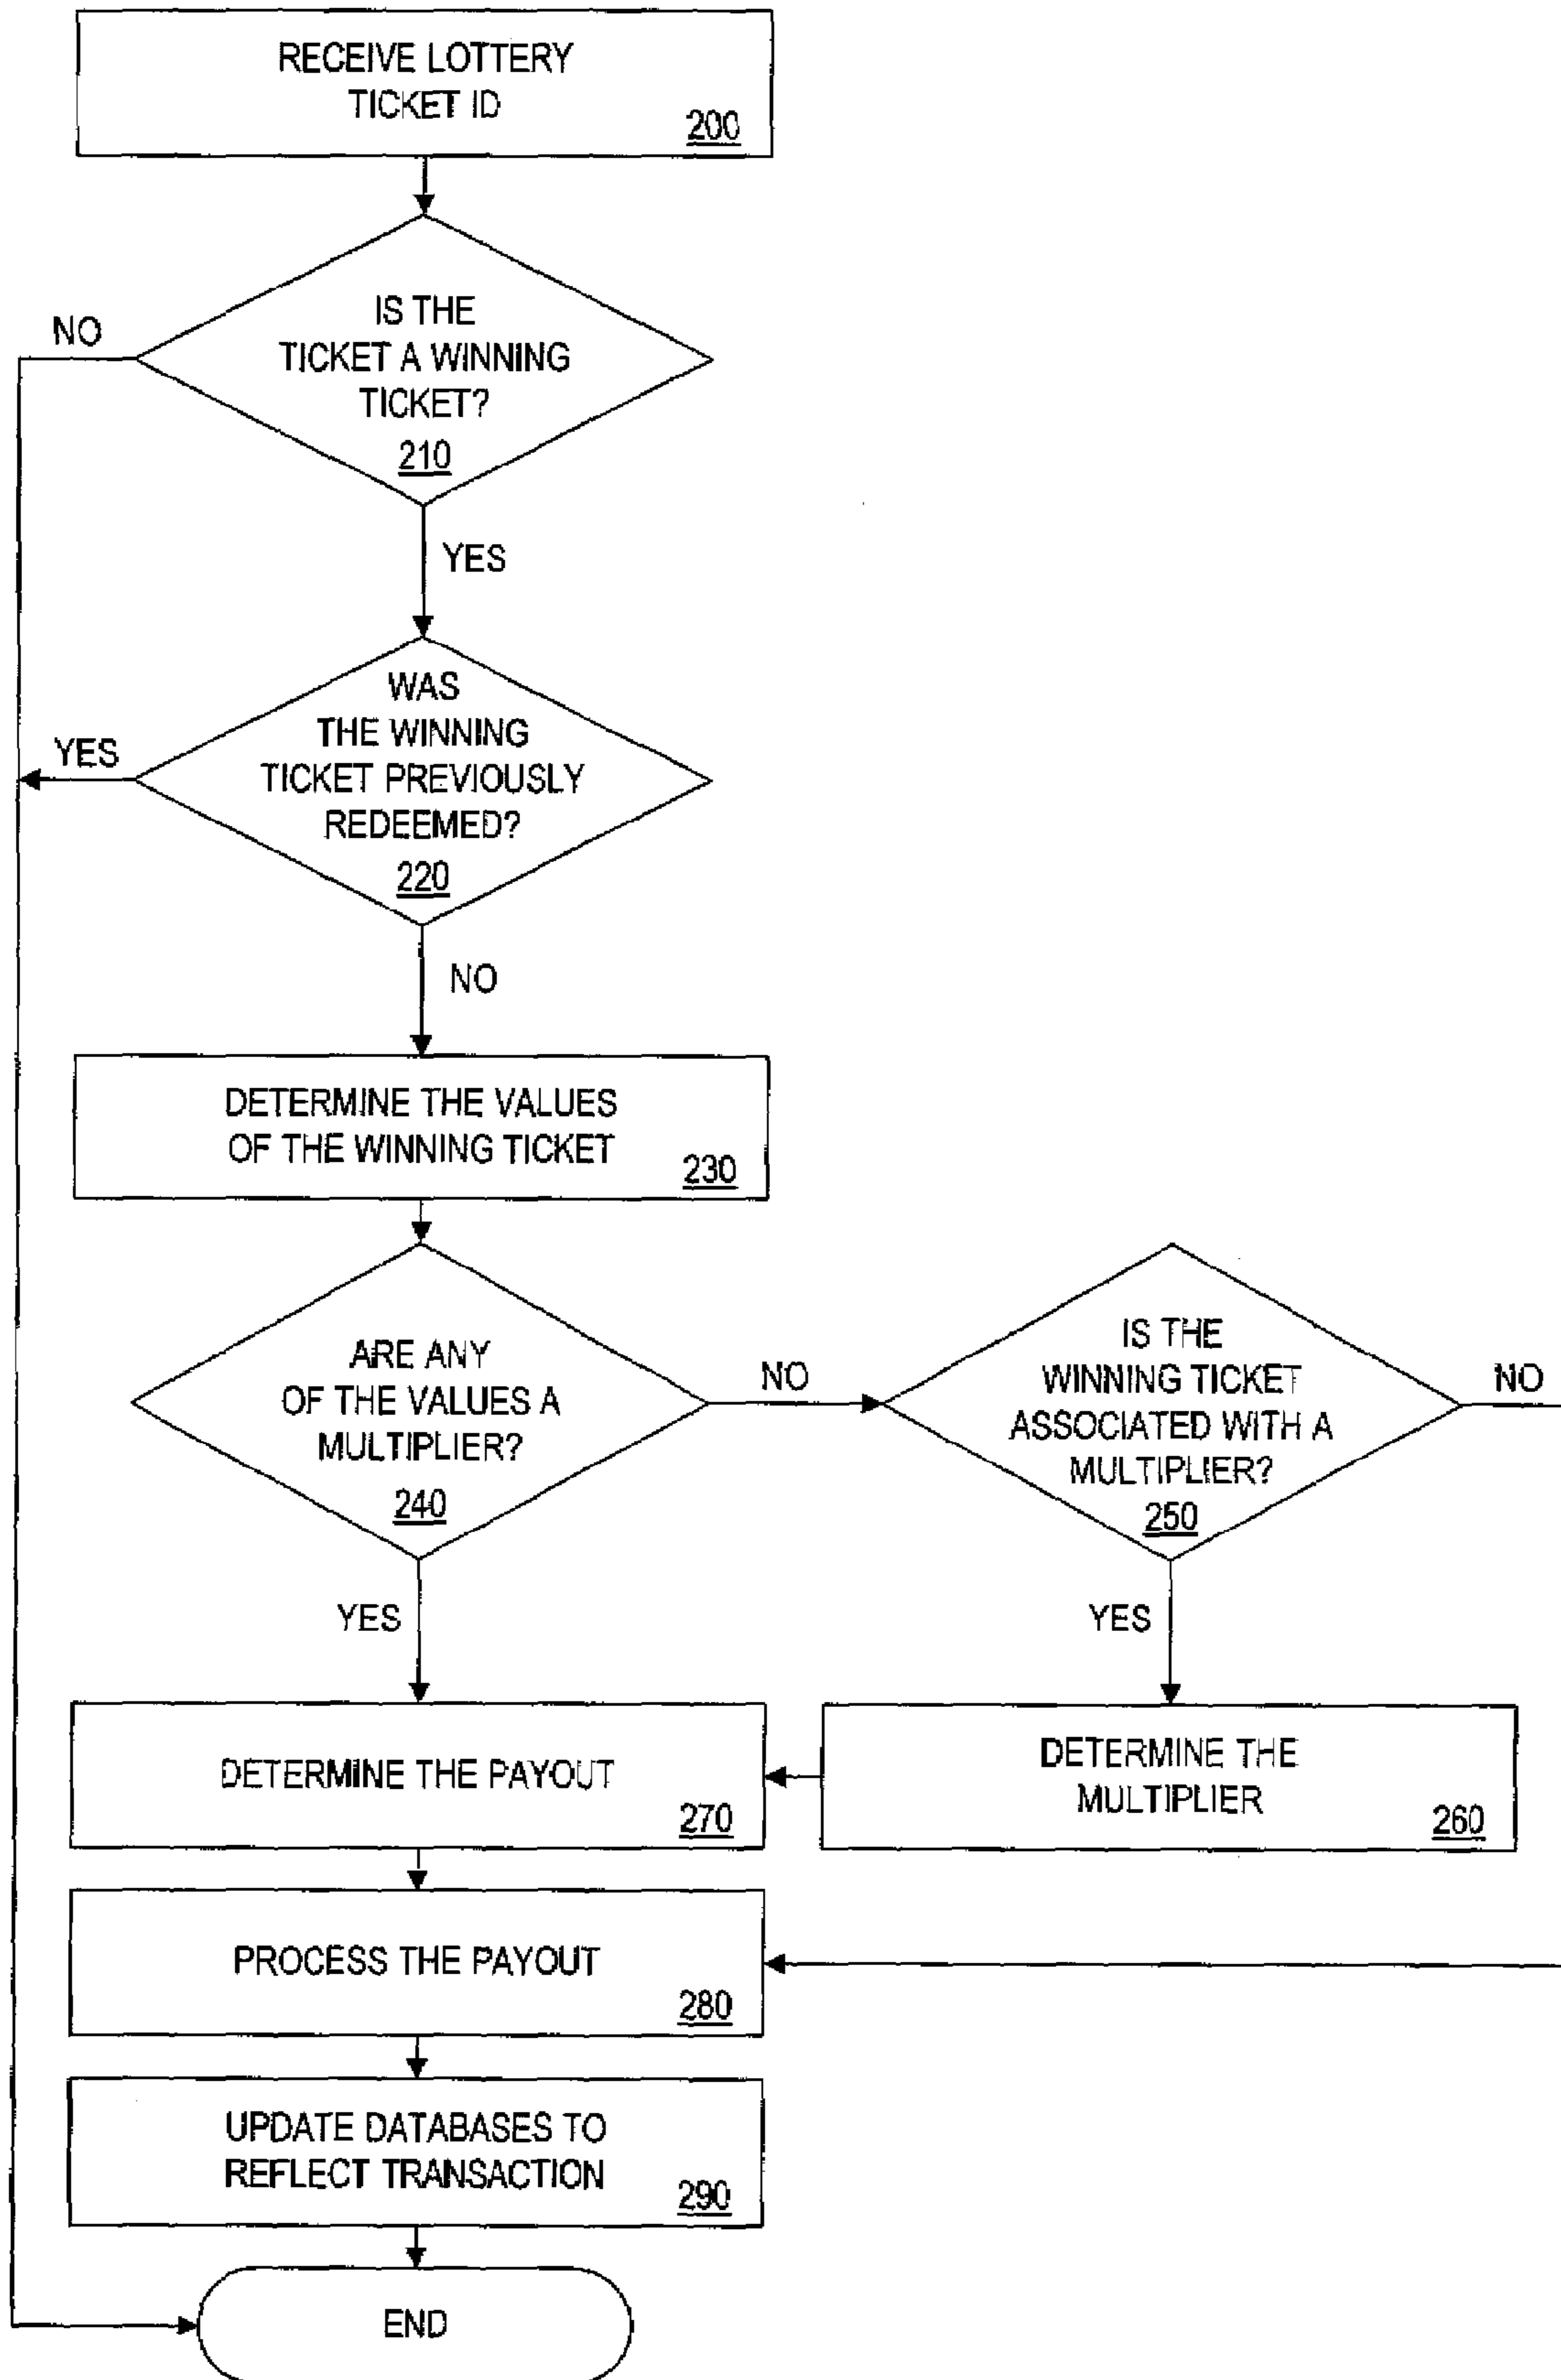 RECEIVE LOTTERY
TICKET ID
200
IS THE
TICKET A WINNING
TICKET?
210
NO
YES
WAS
THE WINNING
TICKET PREVIOUSLY
REDEEMED?
220
YES
NO
DETERMINE THE VALUES
OF THE WINNING TICKET
230
ARE ANY
OF THE VALUES A
MULTIPLIER?
240
NO
IS THE
WINNING TICKET
ASSOCIATED WITH A
MULTIPLIER?
250
NO
YES
YES
DETERMINE THE PAYOUT
270
DETERMINE THE
MULTIPLIER
260
PROCESS THE PAYOUT
280
UPDATE DATABASES TO
REFLECT TRANSACTION
290
END